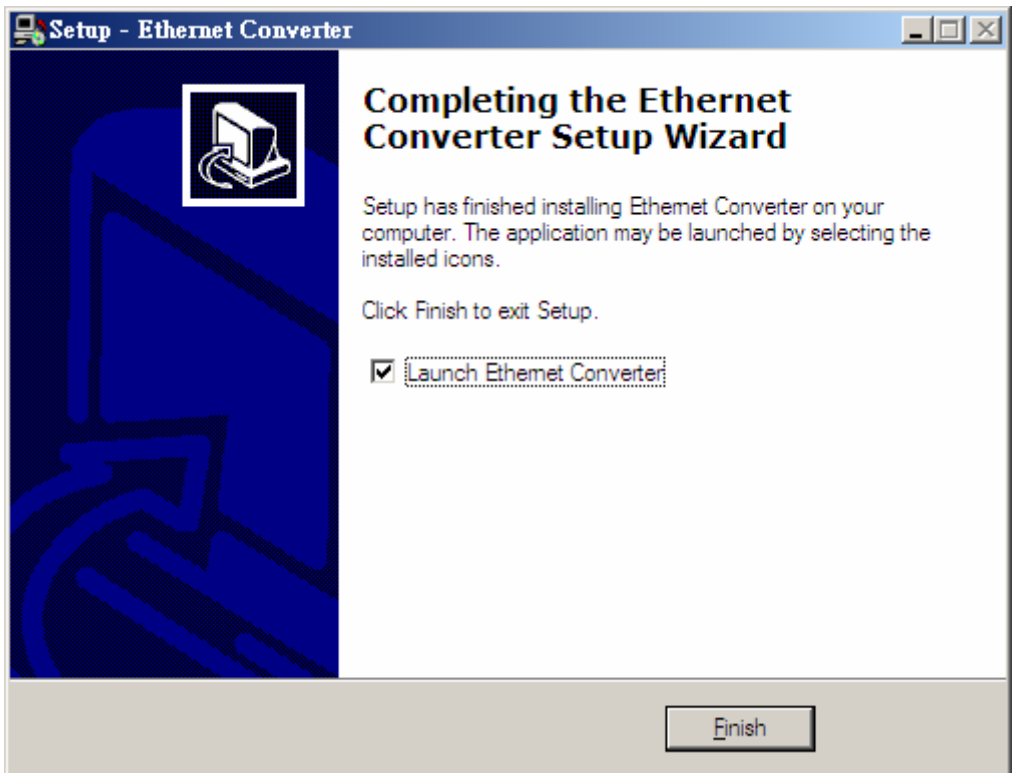 Setup - Ethernet Converter
Completing the Ethernet
Converter Setup Wizard
Setup has finished installing Ethernet Converter on your
computer. The application may be launched by selecting the
installed icons.
Click Finish to exit Setup.
Launch Ethernet Converter
Finish